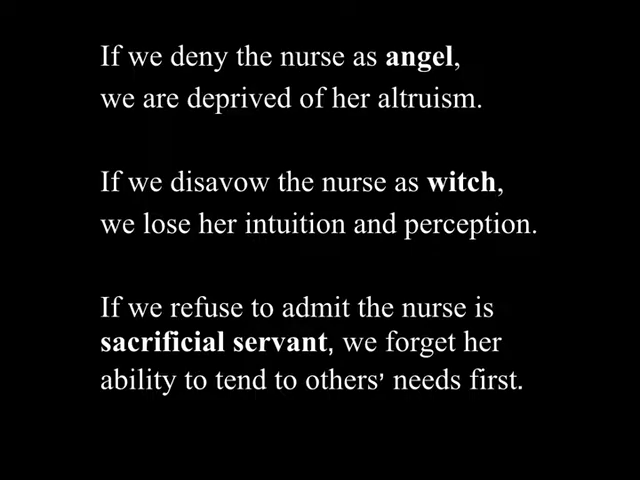 If we deny the nurse as angel,
we are deprived of her altruism.
If we disavow the nurse as witch,
we lose her intuition and perception.
If we refuse to admit the nurse is
sacrificial servant, we forget her
ability to tend to others’ needs first.